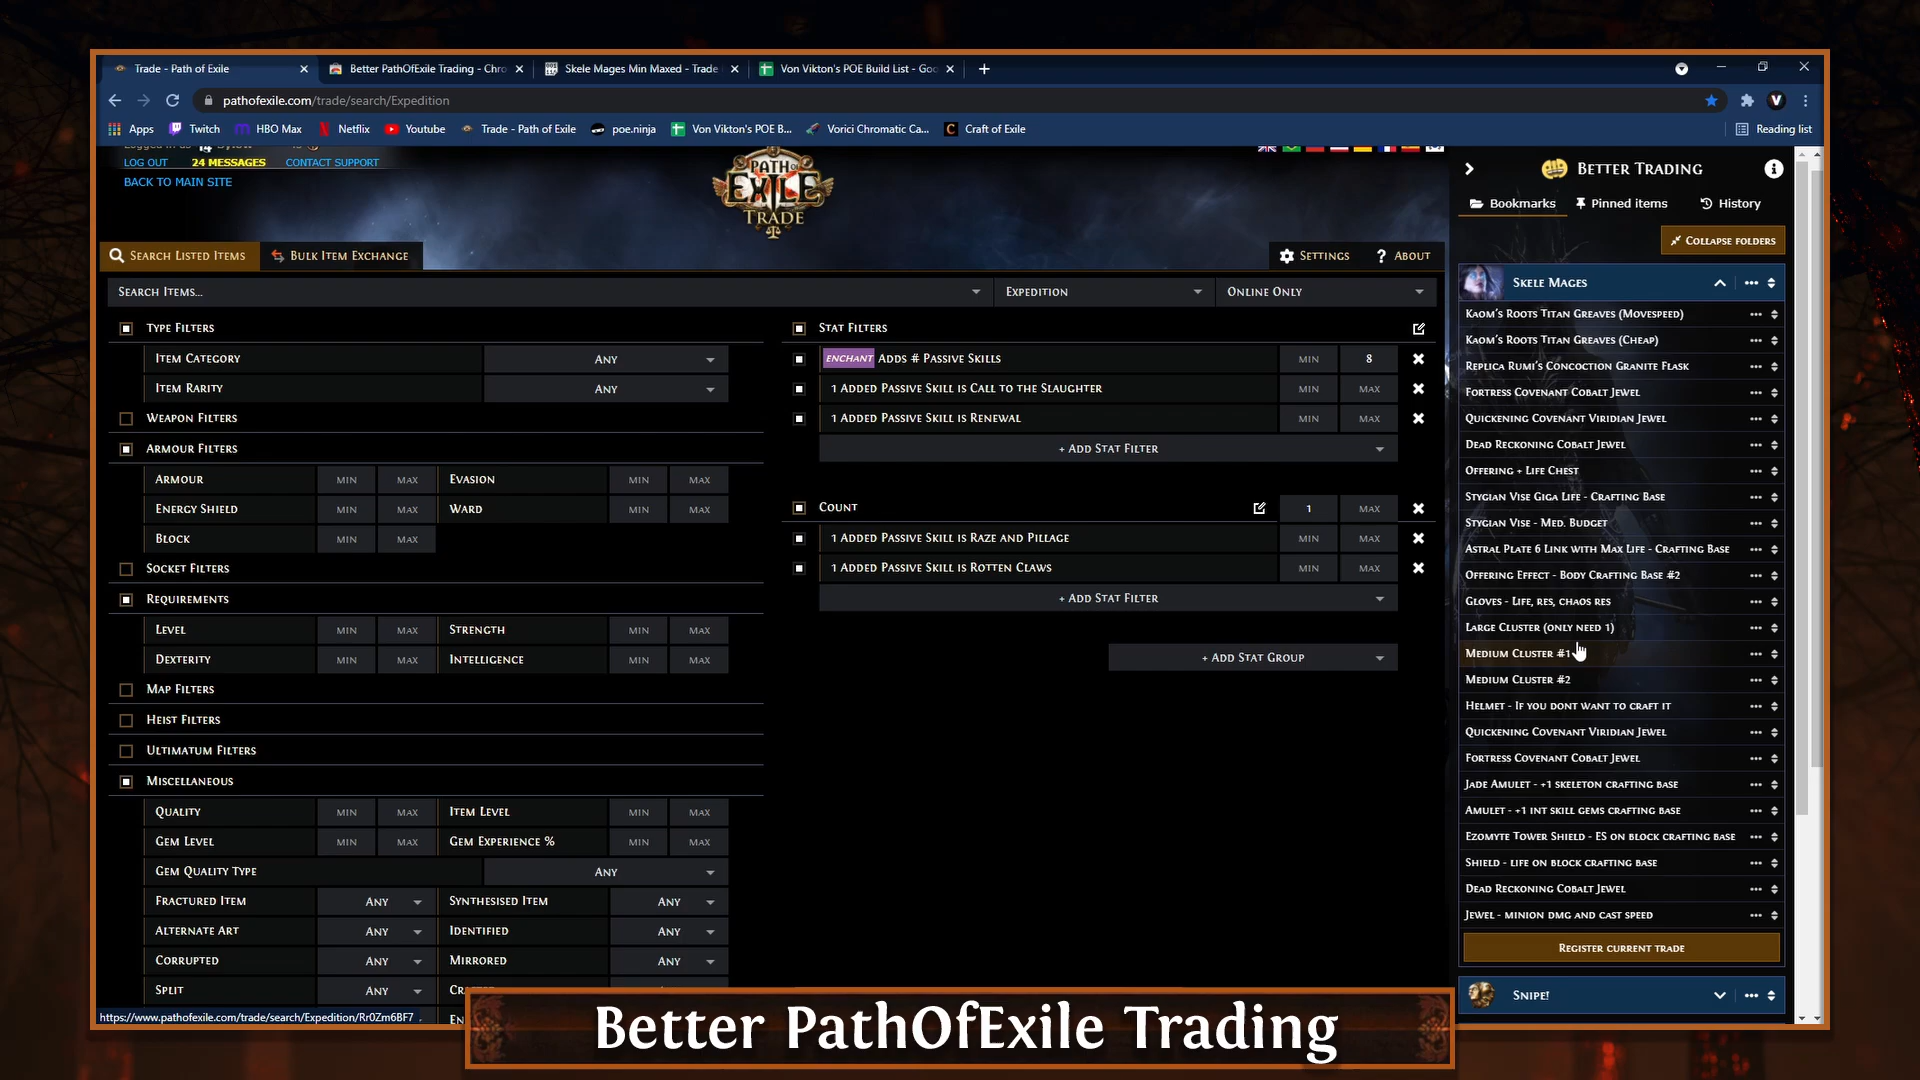 Trade - Path of Exile
Better PathOfExile Trading - Chro
Skele Mages Min Maxed - Trade
Von Vikton's POE Build List - Goo
pathofexile.com/trade/search/Expedition
Apps
Twitch
HBO Max
Netflix
Youtube
Trade - Path of Exile
poe.ninja
Von Vikton's POE B...
Vorici Chromatic Ca...
Craft of Exile
Reading list
LOG OUT
24 MESSAGES
CONTACT SUPPORT
BACK TO MAIN SITE
PATH OF EXILE TRADE
BETTER TRADING
Bookmarks
Pinned items
History
COLLAPSE FOLDERS
SEARCH LISTED ITEMS
BULK ITEM EXCHANGE
SETTINGS
? ABOUT
SEARCH ITEMS...
EXPEDITION
ONLINE ONLY
TYPE FILTERS
ITEM CATEGORY ANY
ITEM RARITY ANY
WEAPON FILTERS
ARMOUR FILTERS
ARMOUR MIN MAX EVASION MIN MAX
ENERGY SHIELD MIN MAX WARD MIN MAX
BLOCK MIN MAX
SOCKET FILTERS
REQUIREMENTS
LEVEL MIN MAX STRENGTH MIN MAX
DEXTERITY MIN MAX INTELLIGENCE MIN MAX
MAP FILTERS
HEIST FILTERS
ULTIMATUM FILTERS
MISCELLANEOUS
QUALITY MIN MAX ITEM LEVEL MIN MAX
GEM LEVEL MIN MAX GEM EXPERIENCE % MIN MAX
GEM QUALITY TYPE ANY
FRACTURED ITEM ANY SYNTHESISED ITEM ANY
ALTERNATE ART ANY IDENTIFIED ANY
CORRUPTED ANY MIRRORED ANY
SPLIT ANY
STAT FILTERS
ENCHANT ADDS # PASSIVE SKILLS MIN 8
1 ADDED PASSIVE SKILL IS CALL TO THE SLAUGHTER MIN MAX
1 ADDED PASSIVE SKILL IS RENEWAL MIN MAX
+ ADD STAT FILTER
COUNT 1 MAX
1 ADDED PASSIVE SKILL IS RAZE AND PILLAGE MIN MAX
1 ADDED PASSIVE SKILL IS ROTTEN CLAWS MIN MAX
+ ADD STAT FILTER
+ ADD STAT GROUP
SKELE MAGES
KAOM'S ROOTS TITAN GREAVES (MOVESPEED)
KAOM'S ROOTS TITAN GREAVES (CHEAP)
REPLICA RUMI'S CONCOCTION GRANITE FLASK
FORTRESS COVENANT COBALT JEWEL
QUICKENING COVENANT VIRIDIAN JEWEL
DEAD RECKONING COBALT JEWEL
OFFERING + LIFE CHEST
STYGIAN VISE GIGA LIFE - CRAFTING BASE
STYGIAN VISE - MED. BUDGET
ASTRAL PLATE 6 LINK WITH MAX LIFE - CRAFTING BASE
OFFERING EFFECT - BODY CRAFTING BASE #2
GLOVES - LIFE, RES, CHAOS RES
LARGE CLUSTER (ONLY NEED 1)
MEDIUM CLUSTER #1
MEDIUM CLUSTER #2
HELMET - IF YOU DONT WANT TO CRAFT IT
QUICKENING COVENANT VIRIDIAN JEWEL
FORTRESS COVENANT COBALT JEWEL
JADE AMULET - +1 SKELETON CRAFTING BASE
AMULET - +1 INT SKILL GEMS CRAFTING BASE
EZOMYTE TOWER SHIELD - ES ON BLOCK CRAFTING BASE
SHIELD - LIFE ON BLOCK CRAFTING BASE
DEAD RECKONING COBALT JEWEL
JEWEL - MINION DMG AND CAST SPEED
REGISTER CURRENT TRADE
SNIPE!
https://www.pathofexile.com/trade/search/Expedition/Rr0Zm6BF7
Better PathOfExile Trading